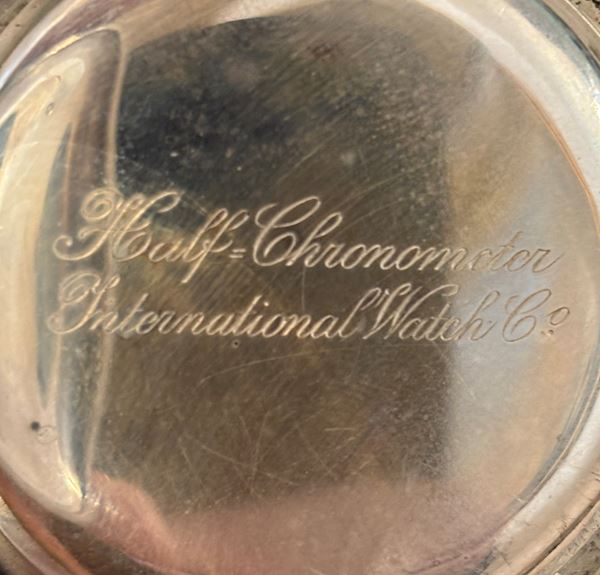 Half=Chronometer
International Watch Co.